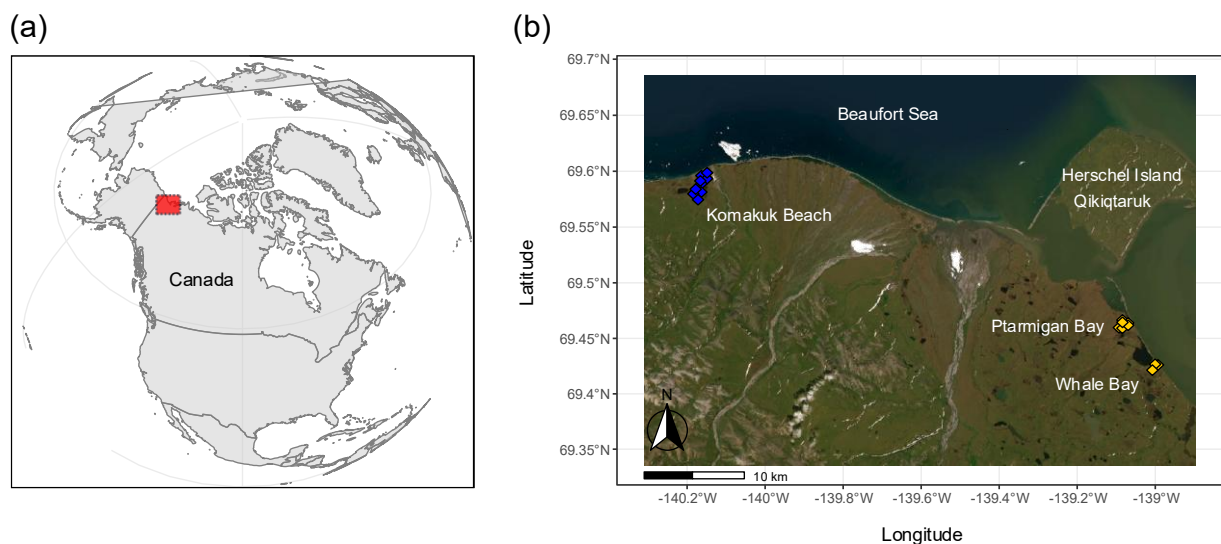 (a)
Canada
(b)
Latitude
69.7°N
69.65°N
69.6°N
69.55°N
69.5°N
69.45°N
69.4°N
69.35°N
Beaufort Sea
Herschel Island
Qikiqtaruk
Komakuk Beach
Ptarmigan Bay
Whale Bay
N
10 km
-140.2°W
-140°W
-139.8°W
-139.6°W
-139.4°W
-139.2°W
-139°W
Longitude